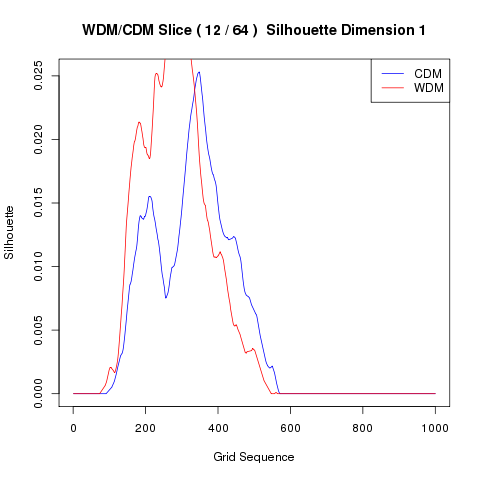 WDM/CDM Slice ( 12 / 64 ) Silhouette Dimension 1
CDM
WDM
Silhouette
0.025
0.020
0.015
0.010
0.005
0.000
0 200 400 600 800 1000
Grid Sequence